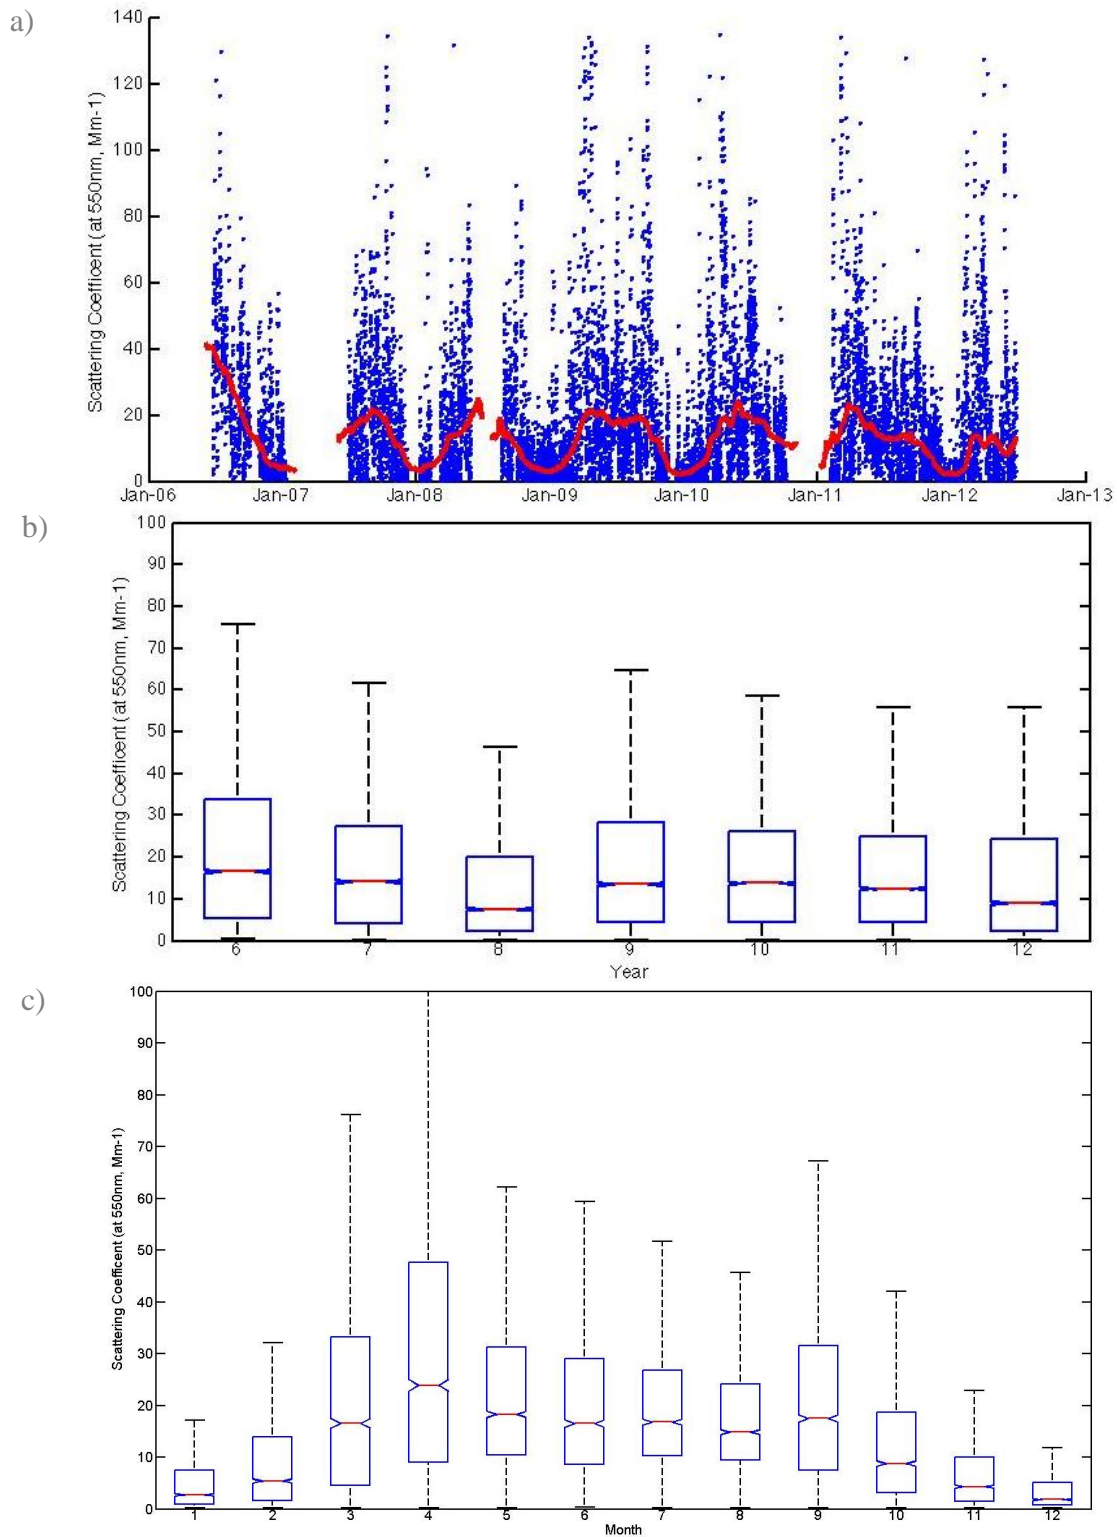 a)
Scattering Coefficent (at 550nm, Mm-1)
140
120
100
80
60
40
20
0
Jan-06 Jan-07 Jan-08 Jan-09 Jan-10 Jan-11 Jan-12 Jan-13
b)
Scattering Coefficent (at 550nm, Mm-1)
100
90
80
70
60
50
40
30
20
10
0
6 7 8 9 10 11 12
Year
c)
Scattering Coefficent (at 550nm, Mm-1)
100
90
80
70
60
50
40
30
20
10
0
1 2 3 4 5 6 7 8 9 10 11 12
Month